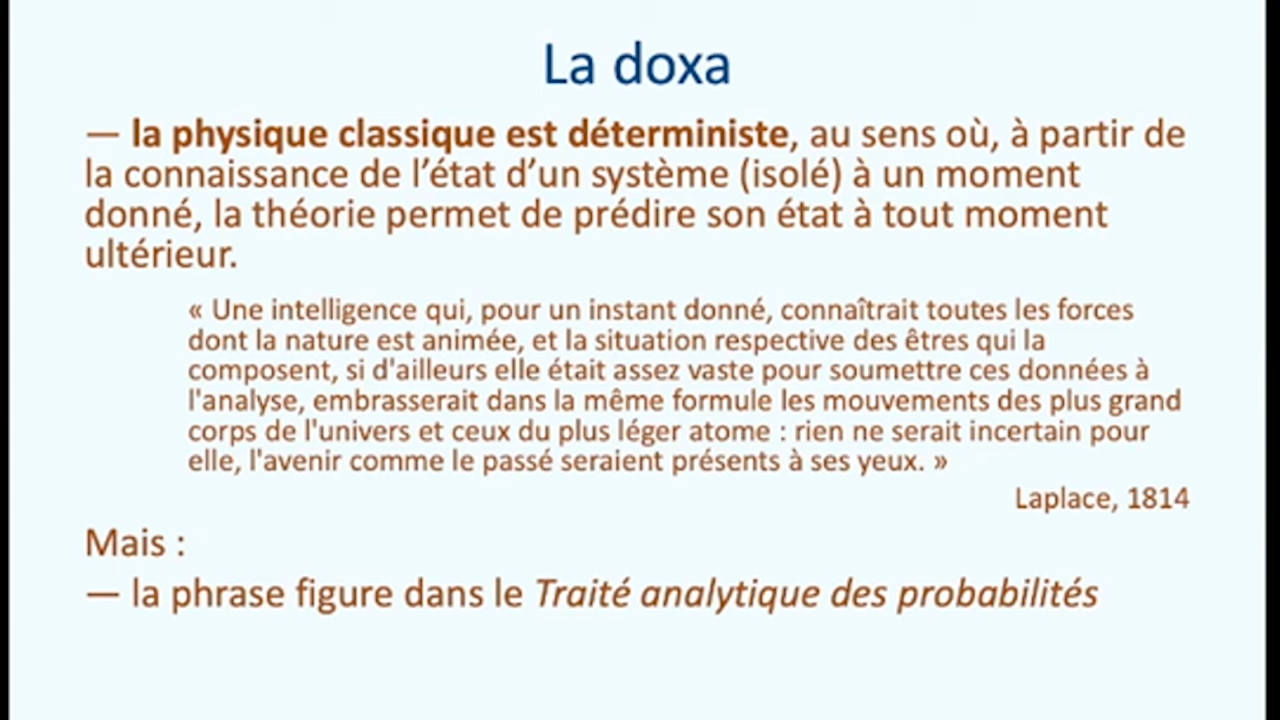 La doxa
— la physique classique est déterministe, au sens où, à partir de
la connaissance de l’état d’un système (isolé) à un moment
donné, la théorie permet de prédire son état à tout moment
ultérieur.
« Une intelligence qui, pour un instant donné, connaîtrait toutes les forces
dont la nature est animée, et la situation respective des êtres qui la
composent, si d'ailleurs elle était assez vaste pour soumettre ces données à
l'analyse, embrasserait dans la même formule les mouvements des plus grand
corps de l'univers et ceux du plus léger atome : rien ne serait incertain pour
elle, l'avenir comme le passé seraient présents à ses yeux. »
Laplace, 1814
Mais :
— la phrase figure dans le Traité analytique des probabilités